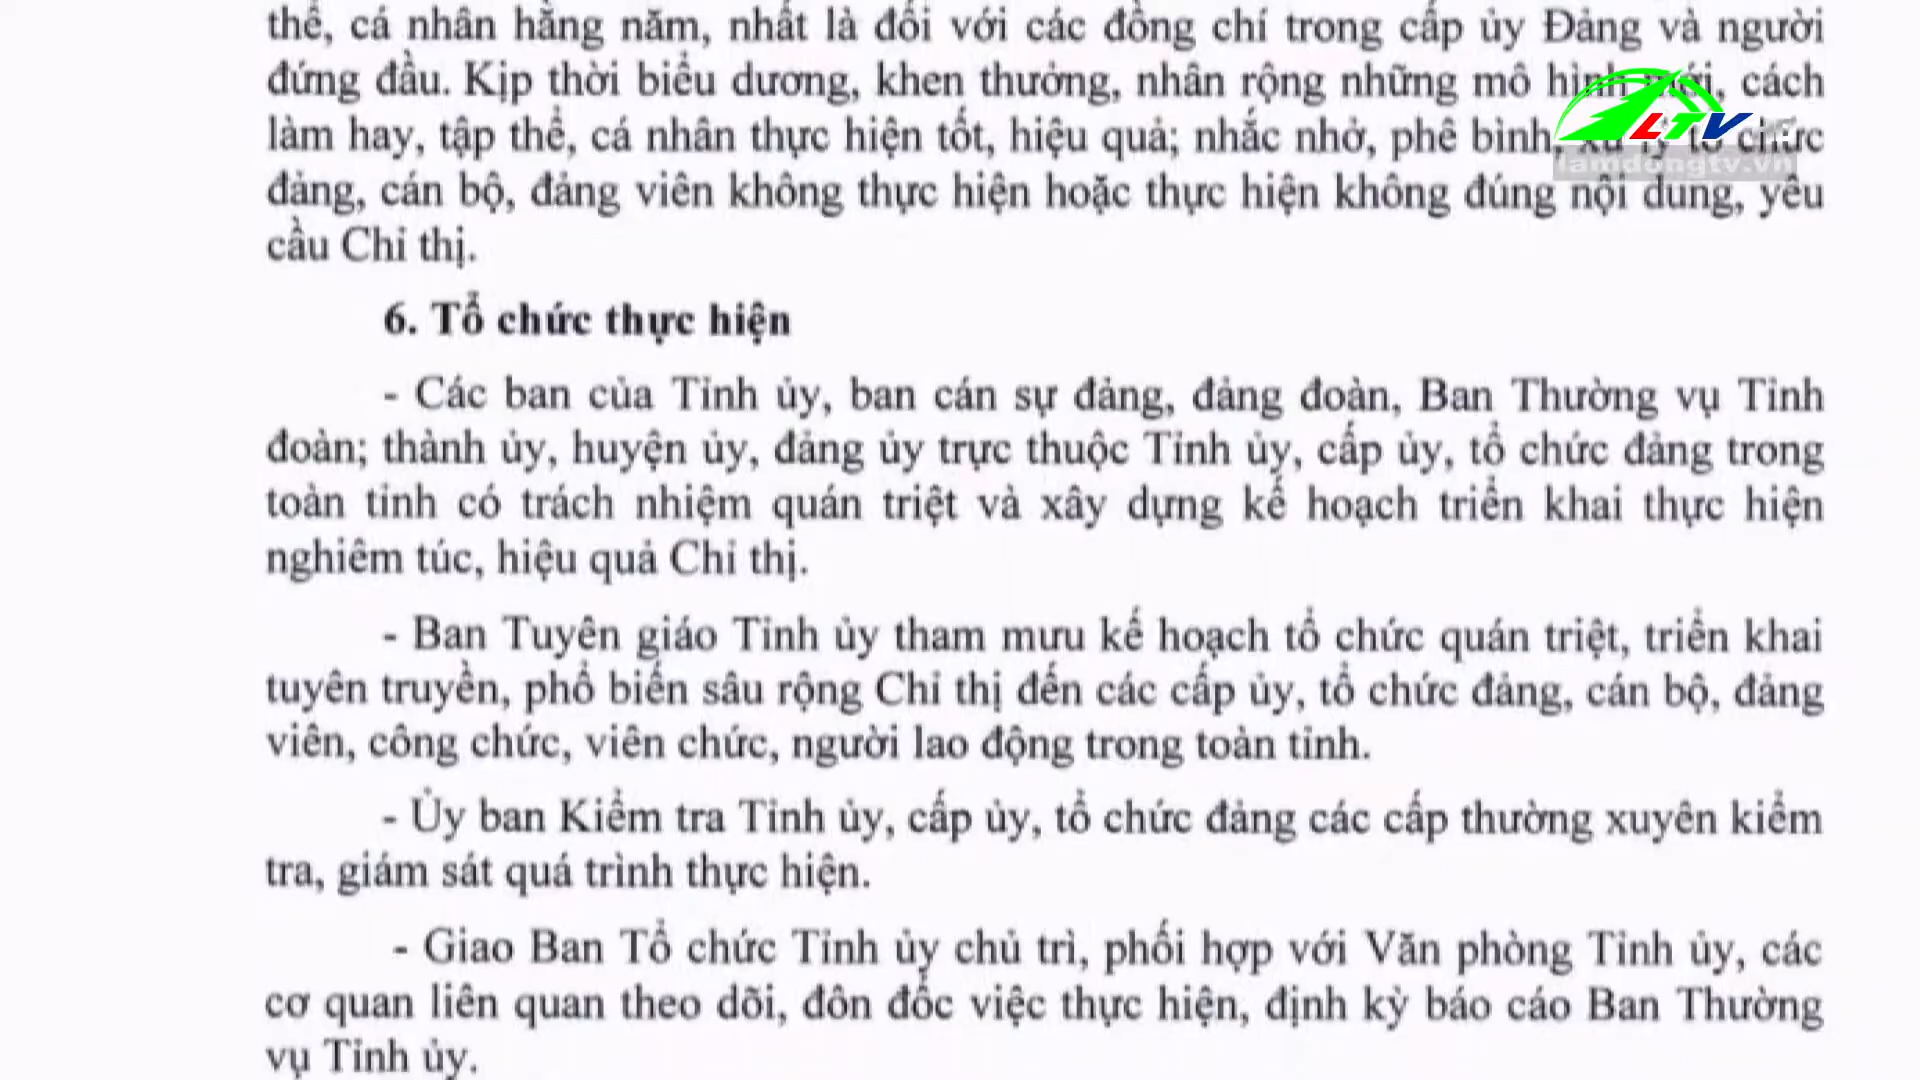 thể, cá nhân hằng năm, nhất là đối với các đồng chí trong cấp ủy Đảng và người
đứng đầu. Kịp thời biểu dương, khen thưởng, nhân rộng những mô hình mới, cách
làm hay, tập thể, cá nhân thực hiện tốt, hiệu quả; nhắc nhở, phê bình, xử lý tổ chức
LTV
lamdongtv.vn
đảng, cán bộ, đảng viên không thực hiện hoặc thực hiện không đúng nội dung, yêu
cầu Chỉ thị.
6. Tổ chức thực hiện
- Các ban của Tỉnh ủy, ban cán sự đảng, đảng đoàn, Ban Thường vụ Tỉnh
đoàn; thành ủy, huyện ủy, đảng ủy trực thuộc Tỉnh ủy, cấp ủy, tổ chức đảng trong
toàn tỉnh có trách nhiệm quán triệt và xây dựng kế hoạch triển khai thực hiện
nghiêm túc, hiệu quả Chỉ thị.
- Ban Tuyên giáo Tỉnh ủy tham mưu kế hoạch tổ chức quán triệt, triển khai
tuyên truyền, phổ biến sâu rộng Chỉ thị đến các cấp ủy, tổ chức đảng, cán bộ, đảng
viên, công chức, viên chức, người lao động trong toàn tỉnh.
- Ủy ban Kiểm tra Tỉnh ủy, cấp ủy, tổ chức đảng các cấp thường xuyên kiểm
tra, giám sát quá trình thực hiện.
- Giao Ban Tổ chức Tỉnh ủy chủ trì, phối hợp với Văn phòng Tỉnh ủy, các
cơ quan liên quan theo dõi, đôn đốc việc thực hiện, định kỳ báo cáo Ban Thường
vụ Tỉnh ủy.